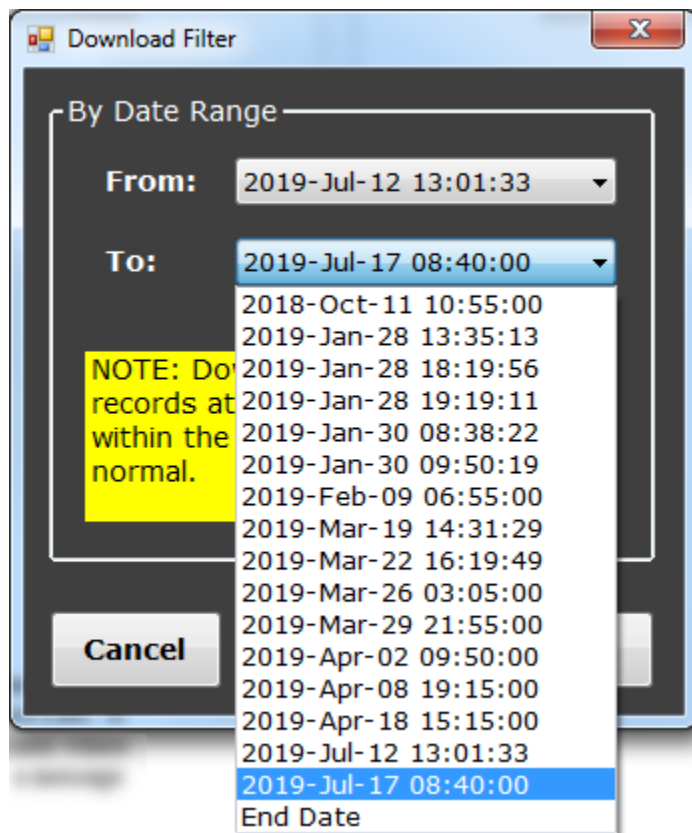 Download Filter
By Date Range
From: 2019-Jul-12 13:01:33
To: 2019-Jul-17 08:40:00
2018-Oct-11 10:55:00
2019-Jan-28 13:35:13
2019-Jan-28 18:19:56
2019-Jan-28 19:19:11
2019-Jan-30 08:38:22
2019-Jan-30 09:50:19
2019-Feb-09 06:55:00
2019-Mar-19 14:31:29
2019-Mar-22 16:19:49
2019-Mar-26 03:05:00
2019-Mar-29 21:55:00
2019-Apr-02 09:50:00
2019-Apr-08 19:15:00
2019-Apr-18 15:15:00
2019-Jul-12 13:01:33
2019-Jul-17 08:40:00
End Date
NOTE:
records at
within the
normal.
Cancel